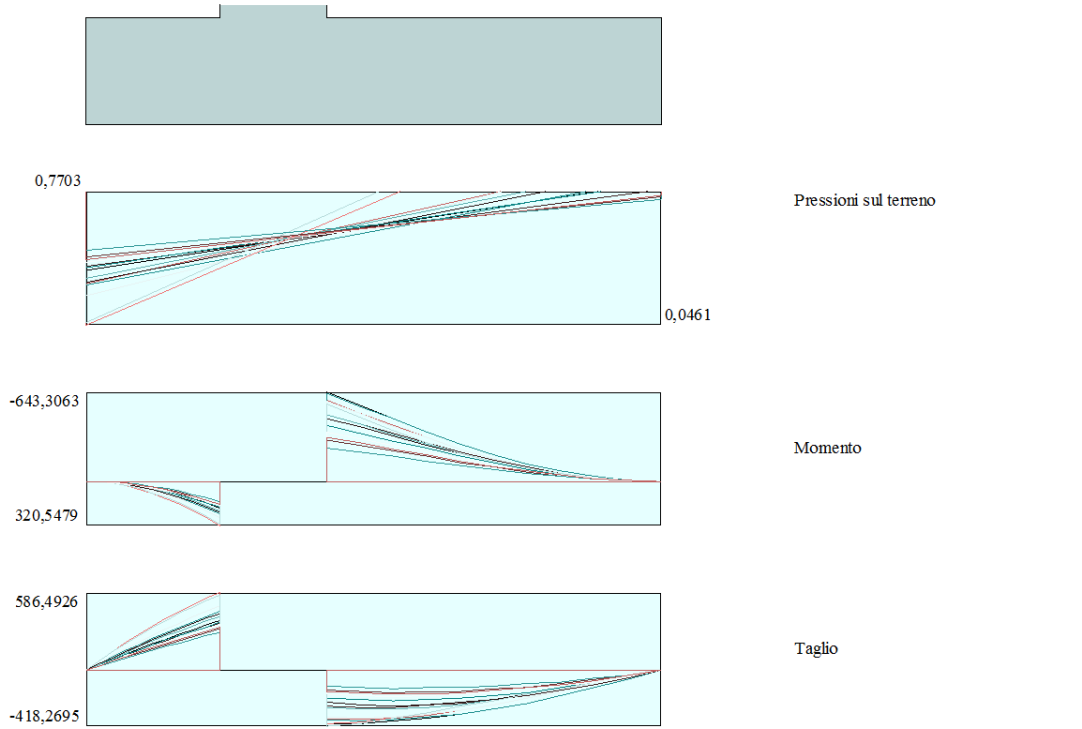 0,7703
Pressioni sul terreno
0,0461
-643,3063
Momento
320,5479
586,4926
Taglio
-418,2695